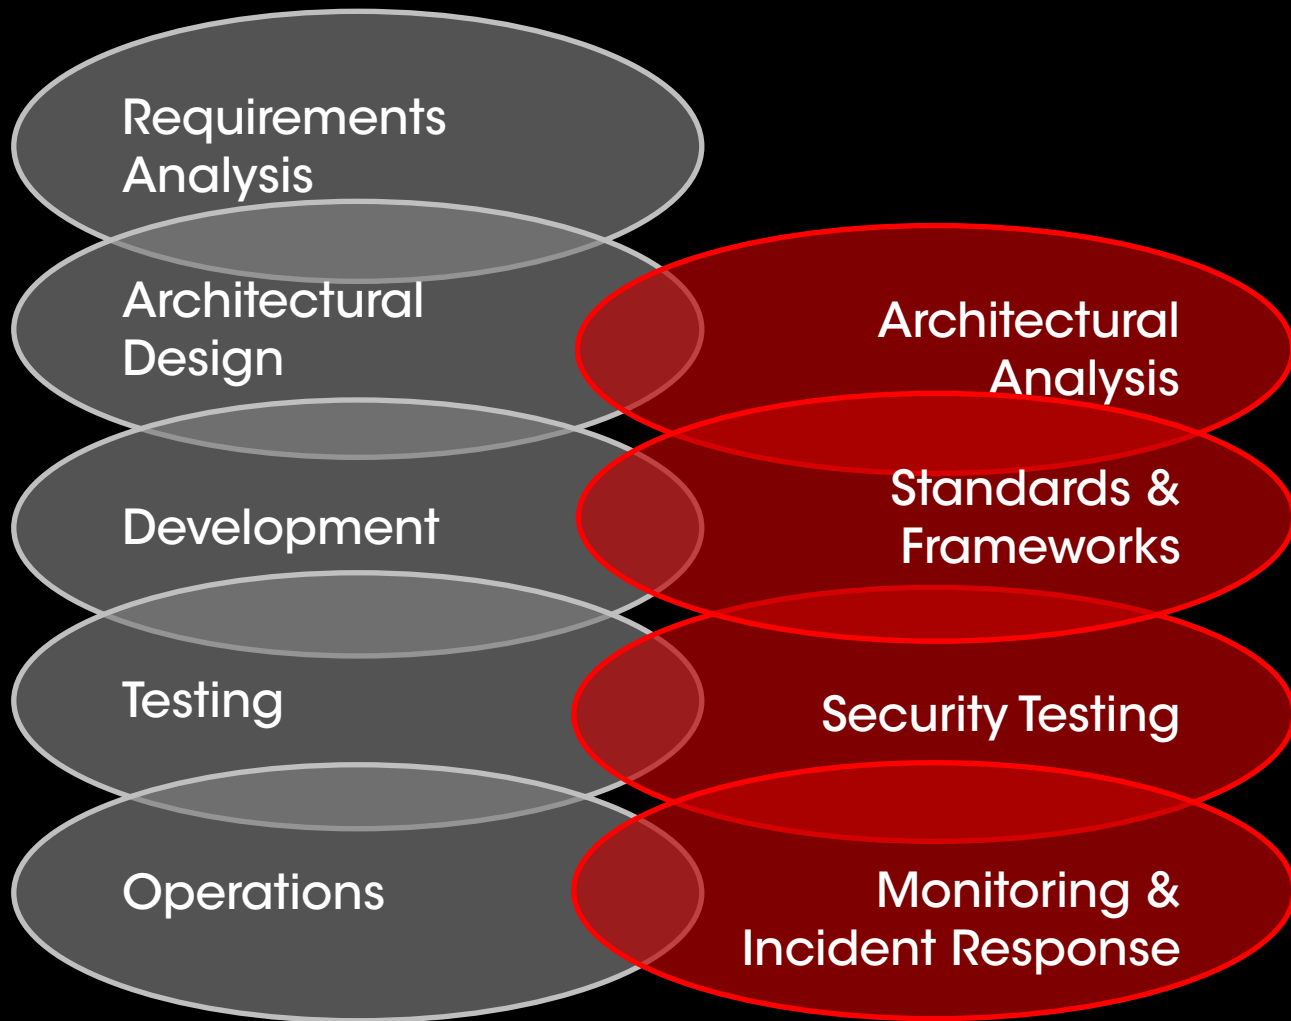 Requirements
Analysis
Architectural
Design
Development
Testing
Operations
Architectural
Analysis
Standards &
Frameworks
Security Testing
Monitoring &
Incident Response